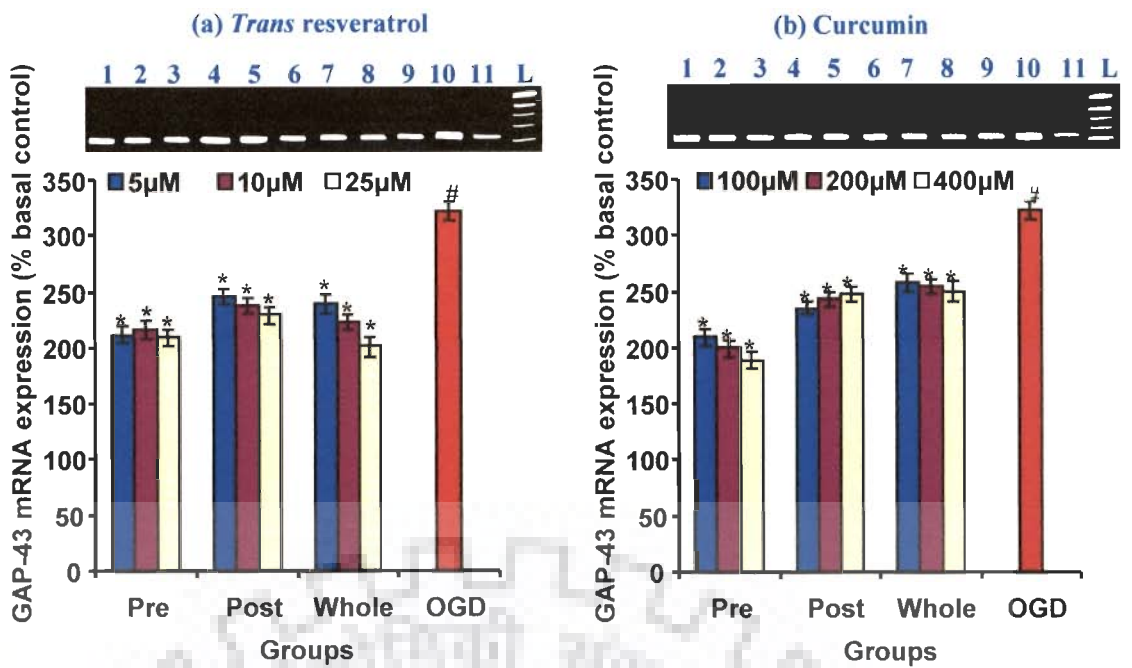 (a) Trans resveratrol
1 2 3 4 5 6 7 8 9 10 11 L
GAP-43 mRNA expression (% basal control)
5µM 10µM 25µM
350
300
250
200
150
100
50
0
#
* * * * * * * * *
Pre Post Whole OGD
Groups
(b) Curcumin
1 2 3 4 5 6 7 8 9 10 11 L
GAP-43 mRNA expression (% basal control)
100µM 200µM 400µM
350
300
250
200
150
100
50
0
#
* * * * * * * * *
Pre Post Whole OGD
Groups